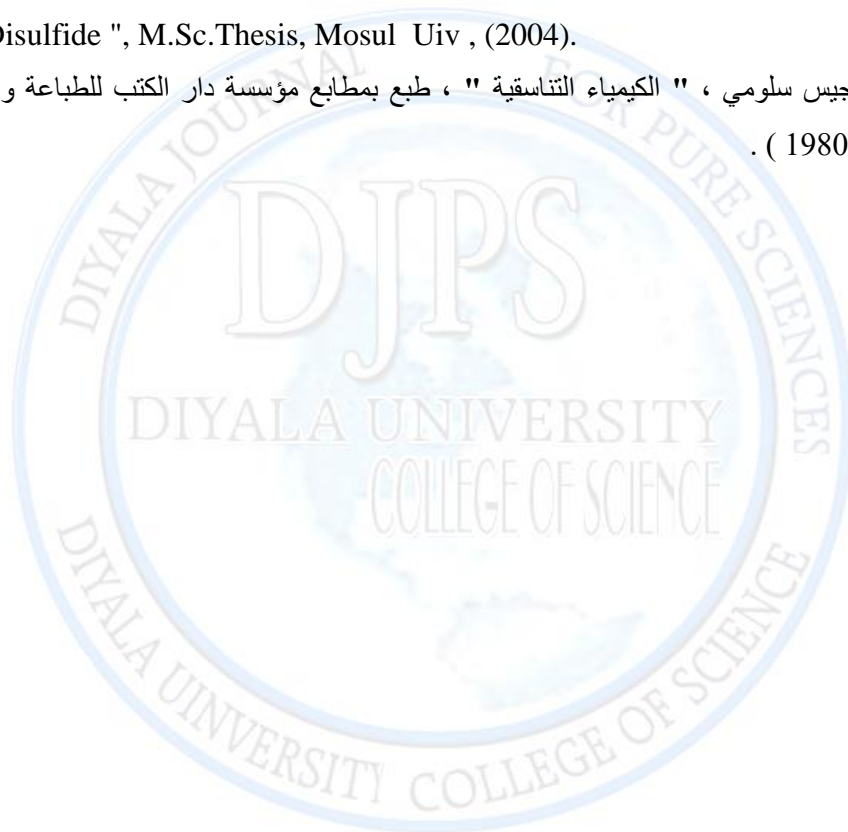 Disulfide ", M.Sc.Thesis, Mosul Uiv , (2004).
جيس سلومي ، " الكيمياء التناسقية " ، طبع بمطابع مؤسسة دار الكتب للطباعة و
. ( 1980
DIYALA JOURNAL FOR PURE SCIENCES
DJPS
DIYALA UNIVERSITY
COLLEGE OF SCIENCE
DIYALA UINVERSITY COLLEGE OF SCIENCE